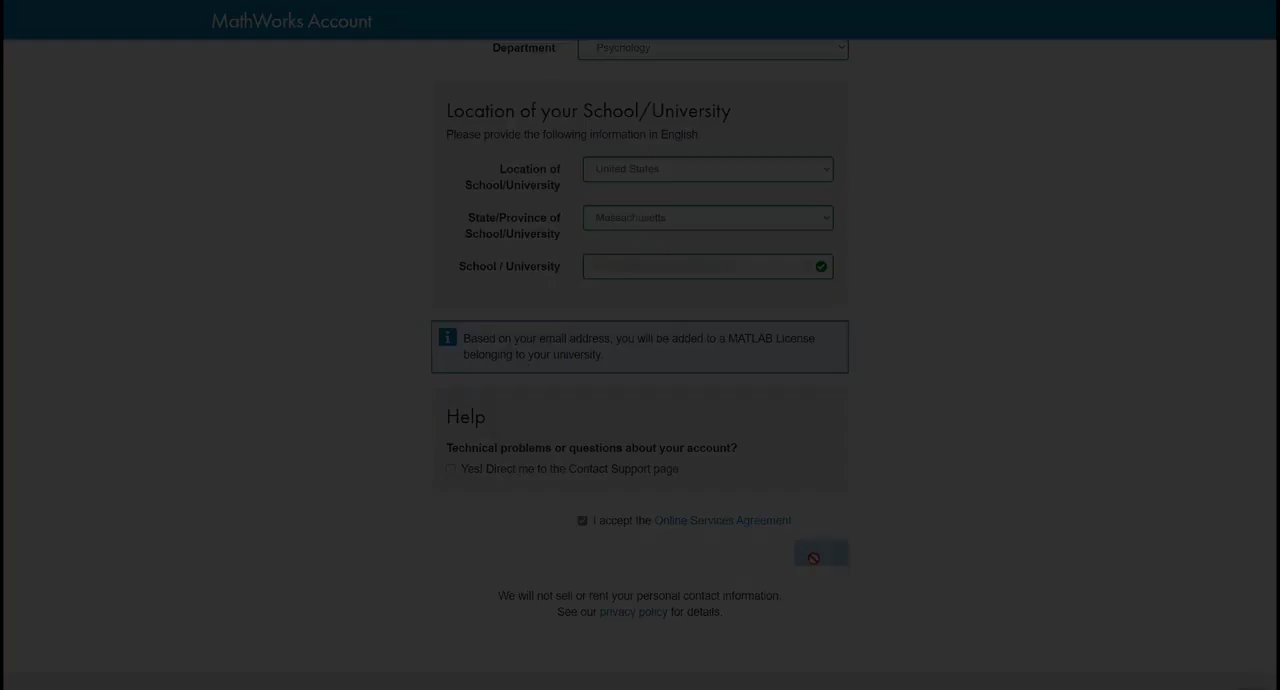 MathWorks Account
Department Psychology
Location of your School/University
Please provide the following information in English.
Location of School/University United States
State/Province of School/University Massachusetts
School / University
Based on your email address, you will be added to a MATLAB License
belonging to your university.
Help
Technical problems or questions about your account?
Yes! Direct me to the Contact Support page
I accept the Online Services Agreement
We will not sell or rent your personal contact information.
See our privacy policy for details.